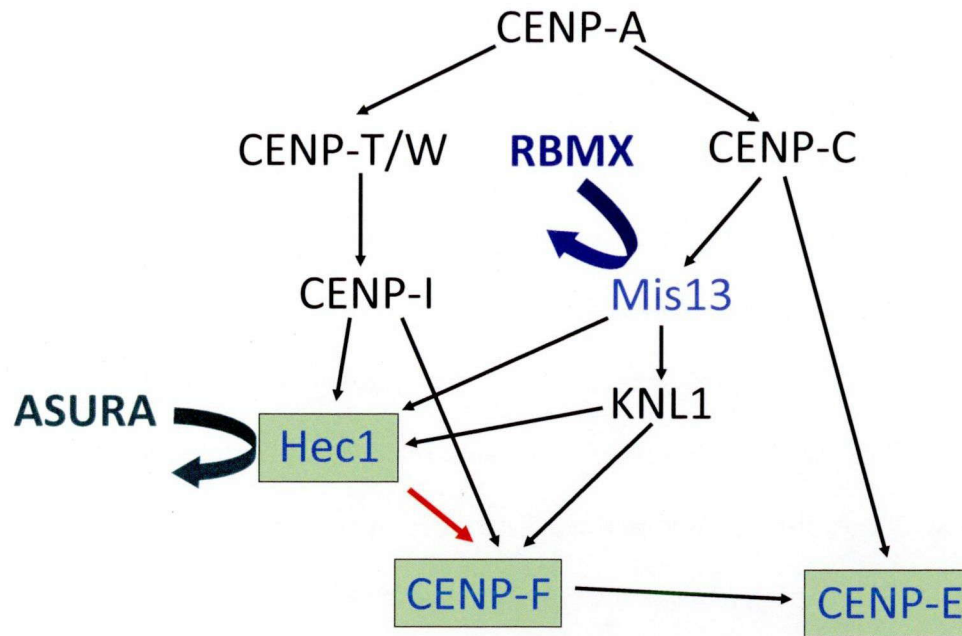 CENP-A
CENP-T/W
RBMX
CENP-C
CENP-I
Mis13
ASURA
Hec1
KNL1
CENP-F
CENP-E